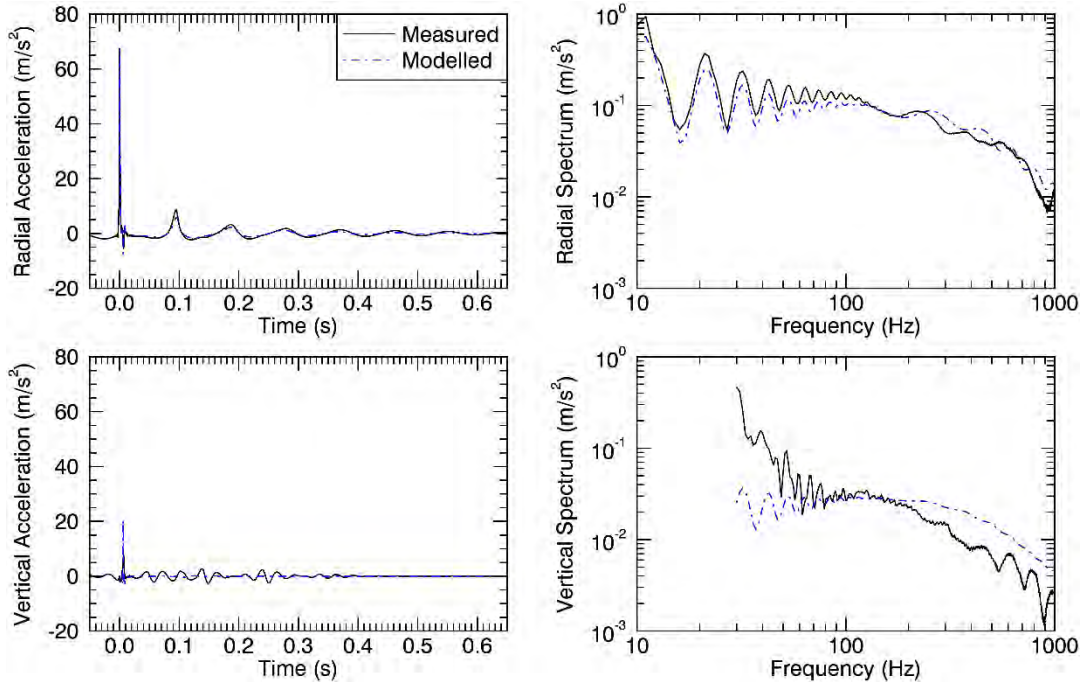 80
60
40
20
0
-20
Radial Acceleration (m/s²)
Measured
Modelled
0.0 0.1 0.2 0.3 0.4 0.5 0.6
Time (s)
10⁰
10⁻¹
10⁻²
10⁻³
Radial Spectrum (m/s²)
10 100 1000
Frequency (Hz)
80
60
40
20
0
-20
Vertical Acceleration (m/s²)
0.0 0.1 0.2 0.3 0.4 0.5 0.6
Time (s)
10⁰
10⁻¹
10⁻²
10⁻³
Vertical Spectrum (m/s²)
10 100 1000
Frequency (Hz)